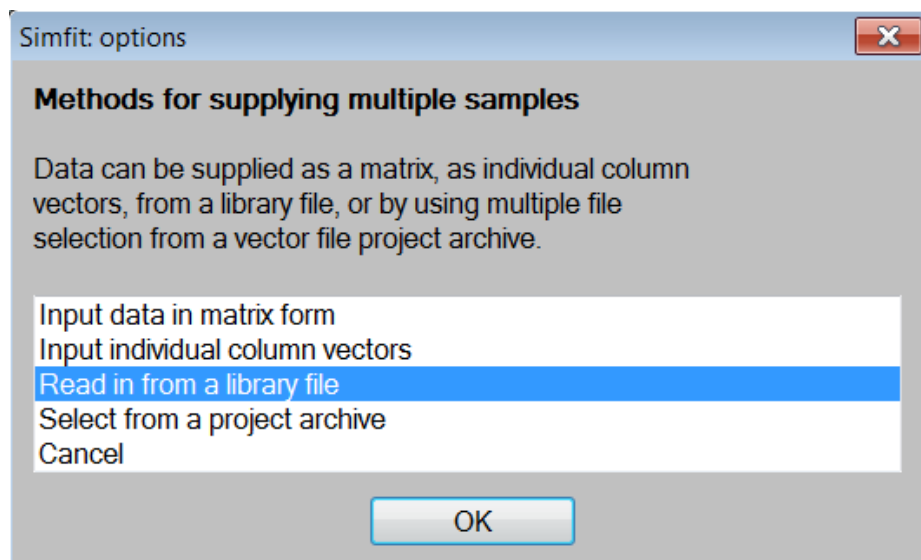 Simfit: options
Methods for supplying multiple samples
Data can be supplied as a matrix, as individual column
vectors, from a library file, or by using multiple file
selection from a vector file project archive.
Input data in matrix form
Input individual column vectors
Read in from a library file
Select from a project archive
Cancel
OK